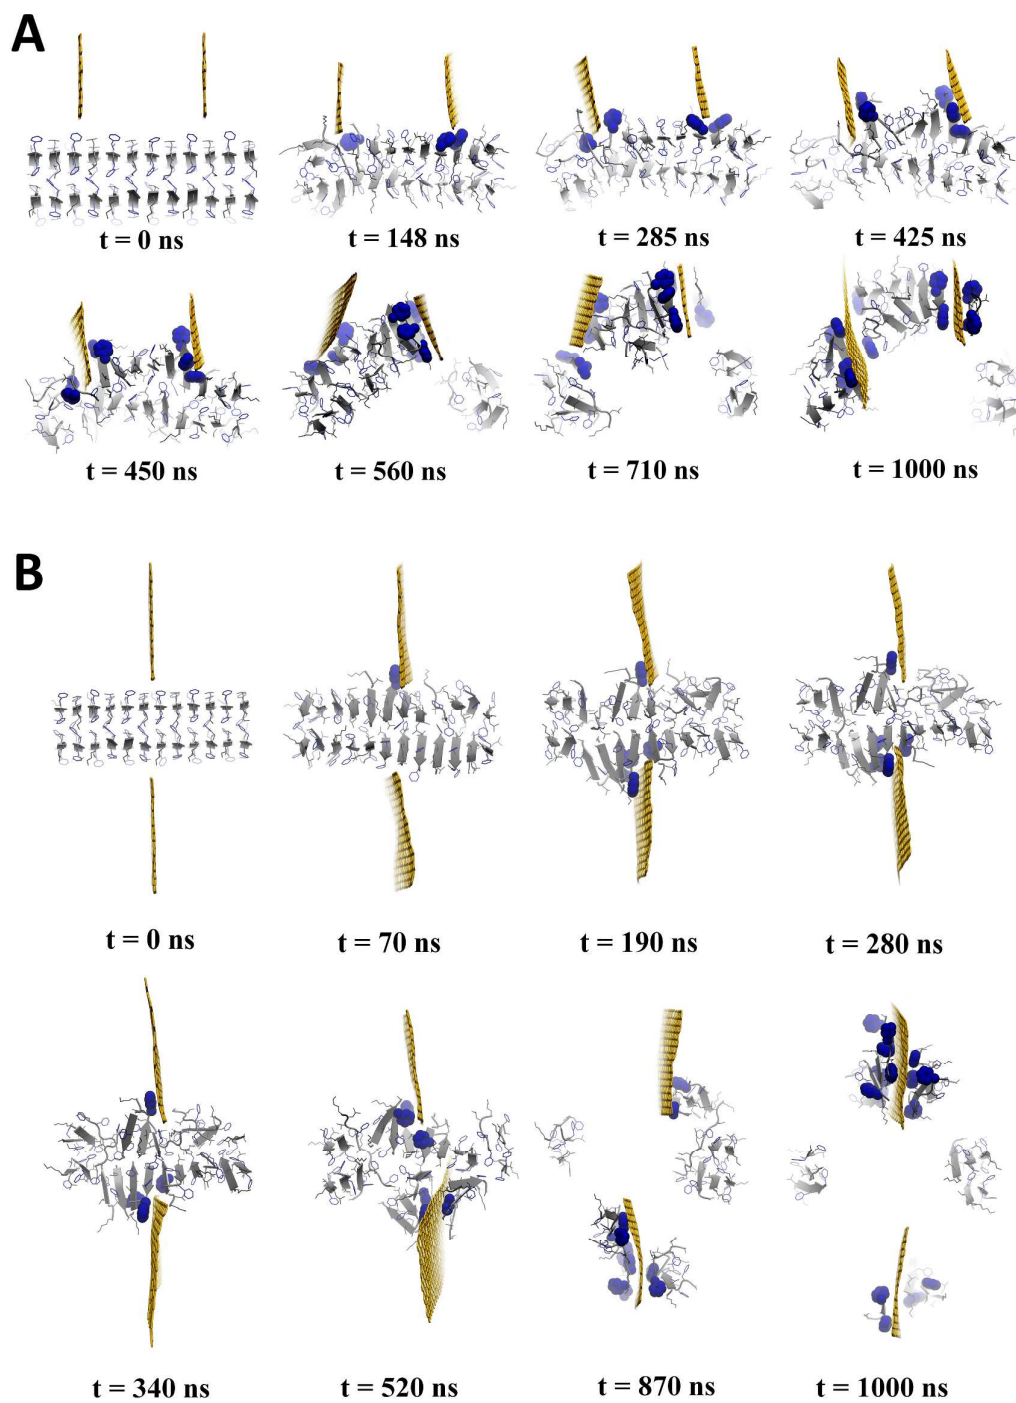 A
t = 0 ns
t = 148 ns
t = 285 ns
t = 425 ns
t = 450 ns
t = 560 ns
t = 710 ns
t = 1000 ns
B
t = 0 ns
t = 70 ns
t = 190 ns
t = 280 ns
t = 340 ns
t = 520 ns
t = 870 ns
t = 1000 ns